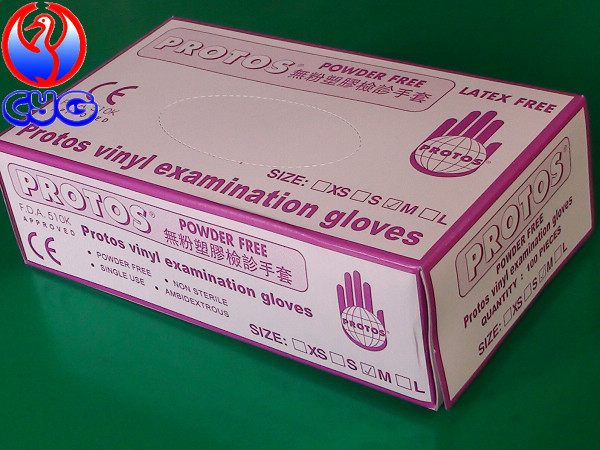 CYG
PROTOS®
POWDER FREE
無粉塑膠檢診手套
LATEX FREE
CE
510K
Protos vinyl examination gloves
SIZE: □XS □S ☑M □L
PROTOS
PROTOS®
F.D.A. 510K
APPROVED
CE
POWDER FREE
無粉塑膠檢診手套
Protos vinyl examination gloves
• POWDER FREE • NON STERILE
• SINGLE USE • AMBIDEXTROUS
SIZE: □XS □S ☑M □L
PROTOS
PROTOS®
POWDER FREE
Protos vinyl examination gloves
QUANTITY : 100 PIECES
SIZE: □XS □S ☑M □L